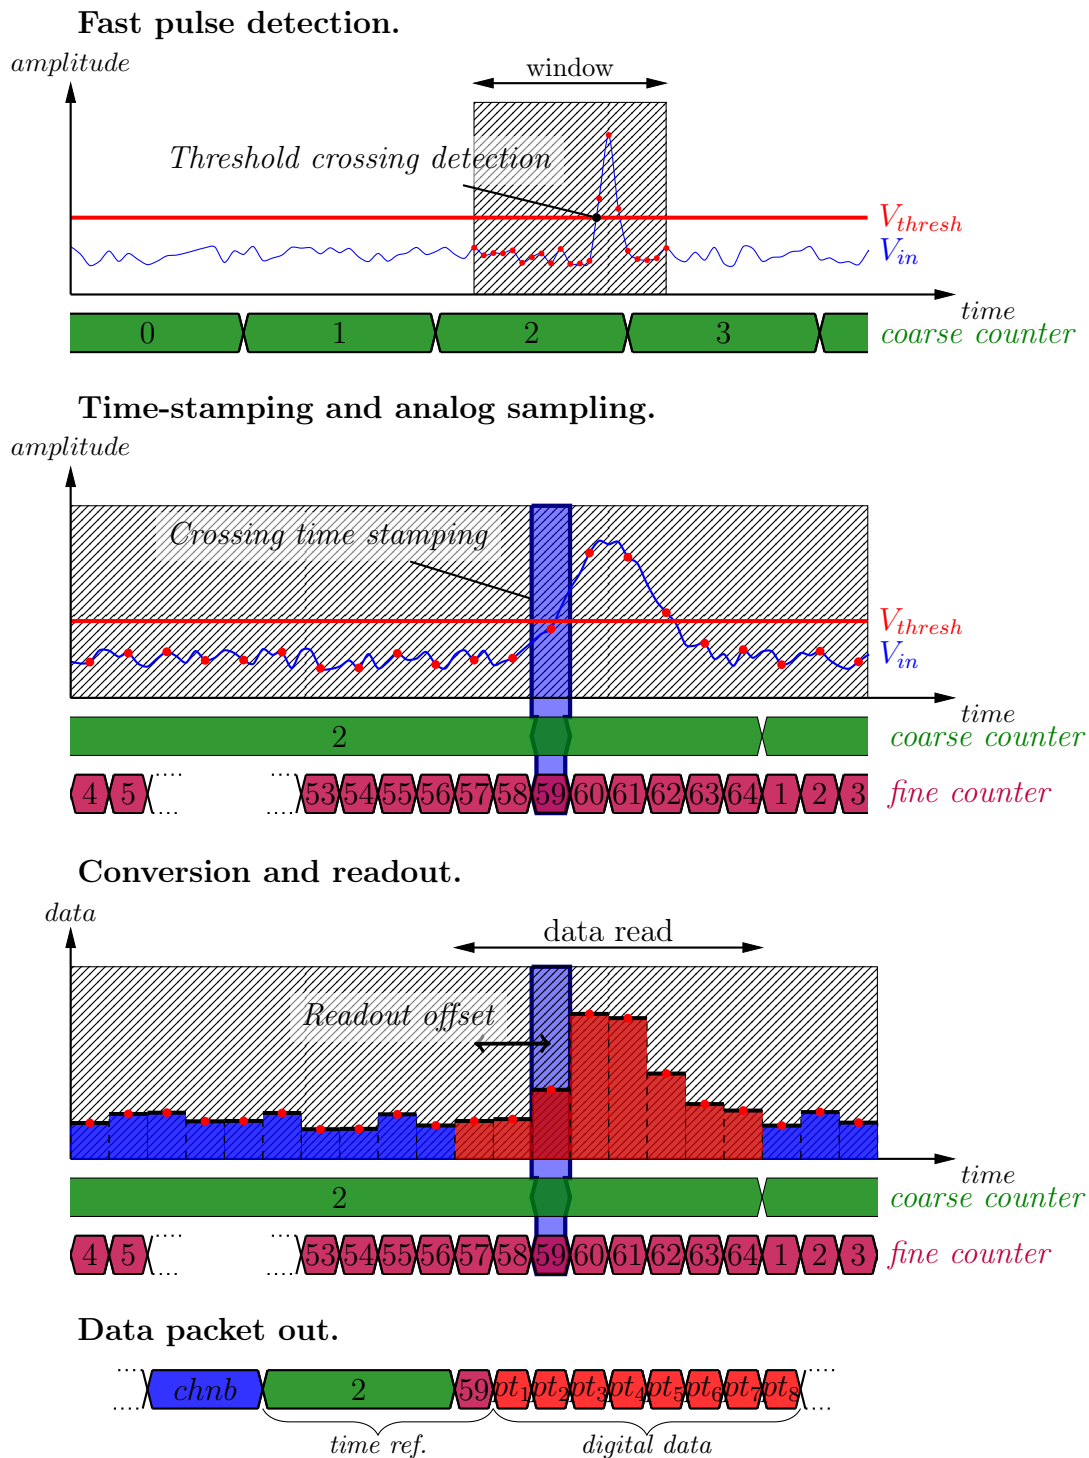 Fast pulse detection.
amplitude
window
Threshold crossing detection
V_thresh
V_in
time
0 1 2 3 coarse counter
Time-stamping and analog sampling.
amplitude
Crossing time stamping
V_thresh
V_in
time
2 coarse counter
4 5 53 54 55 56 57 58 59 60 61 62 63 64 1 2 3 fine counter
Conversion and readout.
data
data read
Readout offset
time
2 coarse counter
4 5 53 54 55 56 57 58 59 60 61 62 63 64 1 2 3 fine counter
Data packet out.
chnb 2 59 pt_1 pt_2 pt_3 pt_4 pt_5 pt_6 pt_7 pt_8
time ref. digital data